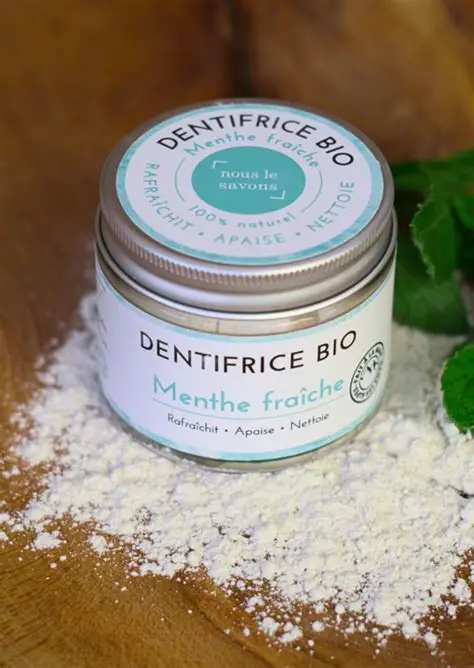 DENTIFRICE BIO
Menthe fraîche
nous le
savons
100% naturel
RAFRAÎCHIT • APAISE • NETTOIE
DENTIFRICE BIO
Menthe fraîche
Rafraîchit • Apaise • Nettoie